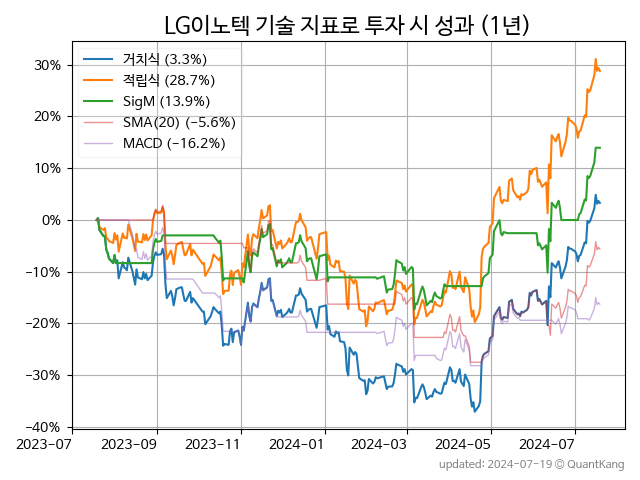 LG이노텍 기술 지표로 투자 시 성과 (1년)
거치식 (3.3%)
적립식 (28.7%)
SigM (13.9%)
SMA(20) (−5.6%)
MACD (−16.2%)
30%
20%
10%
0%
−10%
−20%
−30%
−40%
2023-07 2023-09 2023-11 2024-01 2024-03 2024-05 2024-07
updated: 2024-07-19 © QuantKang